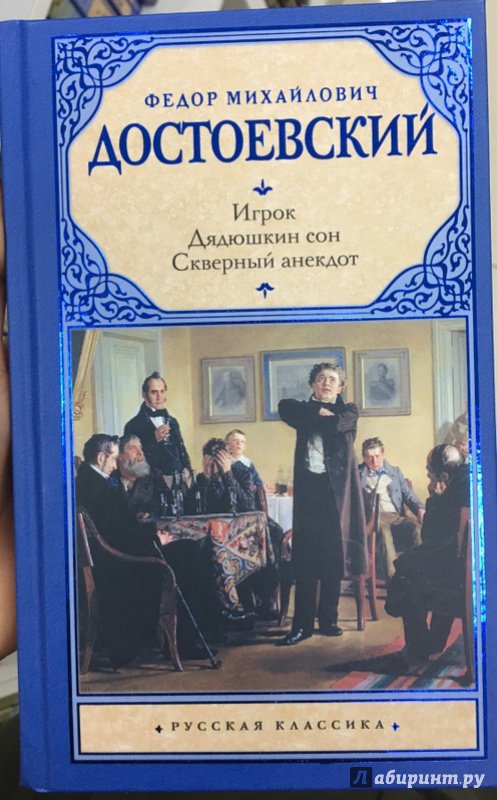 ФЕДОР МИХАЙЛОВИЧ
ДОСТОЕВСКИЙ
Игрок
Дядюшкин сон
Скверный анекдот
РУССКАЯ КЛАССИКА
Лабиринт.ру